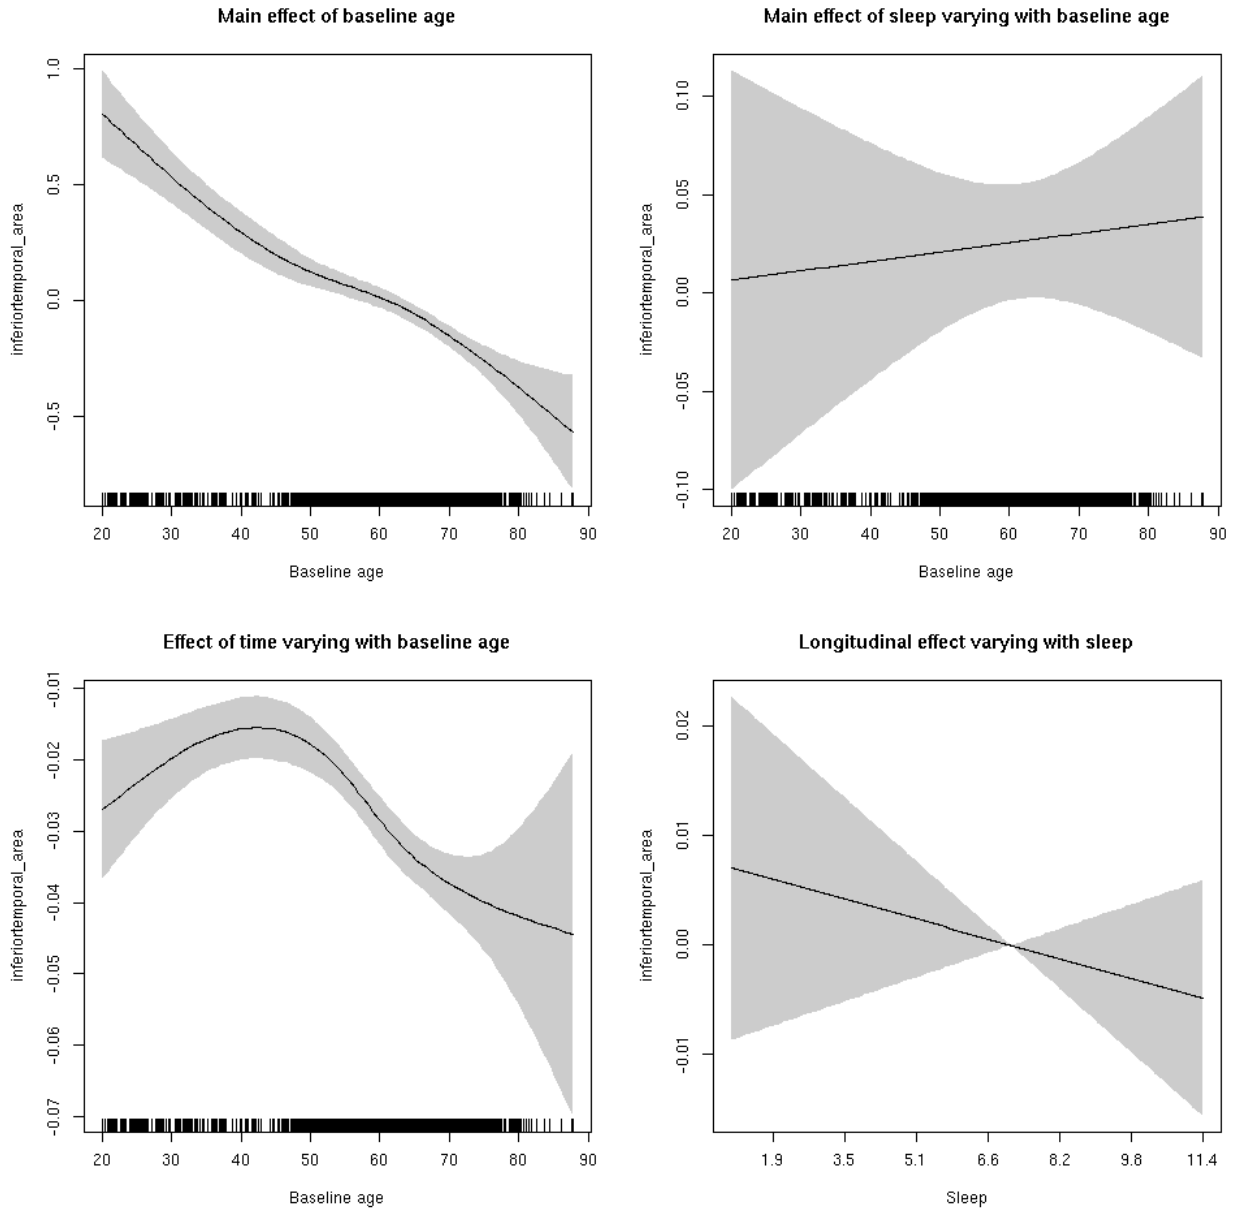 Main effect of baseline age
inferiortemporal_area
1.0
0.5
0.0
-0.5
20 30 40 50 60 70 80 90
Baseline age
Main effect of sleep varying with baseline age
inferiortemporal_area
0.10
0.05
0.00
-0.05
-0.10
20 30 40 50 60 70 80 90
Baseline age
Effect of time varying with baseline age
inferiortemporal_area
-0.01
-0.02
-0.03
-0.04
-0.05
-0.06
-0.07
20 30 40 50 60 70 80 90
Baseline age
Longitudinal effect varying with sleep
inferiortemporal_area
0.02
0.01
0.00
-0.01
1.9 3.5 5.1 6.6 8.2 9.8 11.4
Sleep